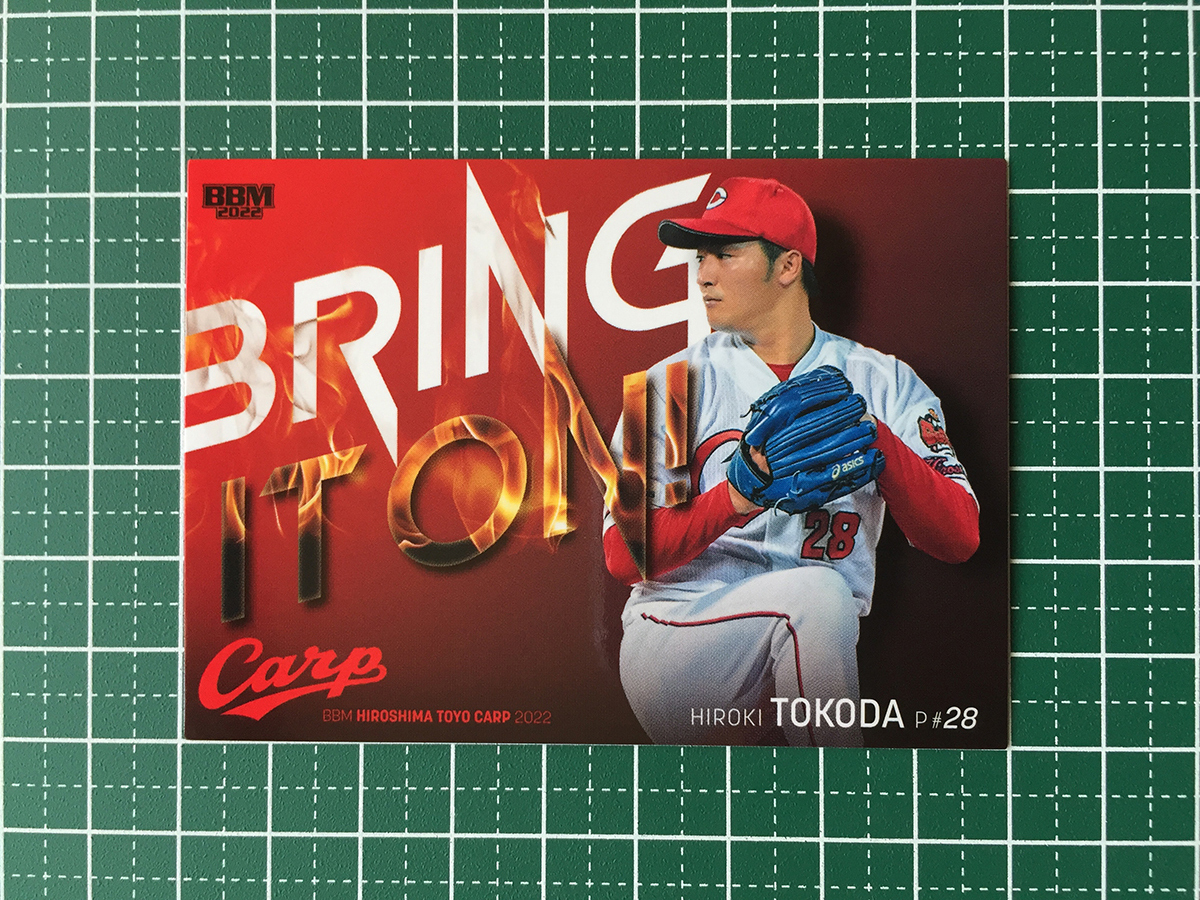 BBM
2022
BRING
IT ON!
C
asics
28
Carp
BBM HIROSHIMA TOYO CARP 2022
HIROKI TOKODA P #28